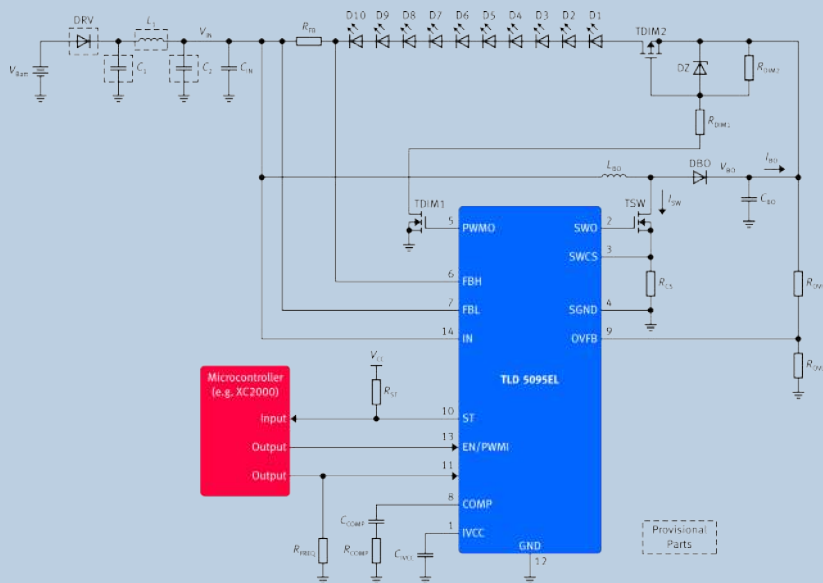 DRV
L1
VIN
RFB
D10 D9 D8 D7 D6 D5 D4 D3 D2 D1
TDIM2
VBatt
C1
C2
CIN
DZ
RDIM2
RDIM1
LBO
DBO
VBO
IBO
ISW
CBO
TDIM1
TSW
5 PWMO
SWO 2
SWCS 3
RCS
6 FBH
7 FBL
SGND 4
14 IN
OVFB 9
TLD 5095EL
Microcontroller
(e.g. XC2000)
VCC
RST
Input
10 ST
Output
13 EN/PWMI
Output
11
8 COMP
CCOMP
1 IVCC
RFREQ
RCOMP
CIVCC
GND
12
Provisional
Parts